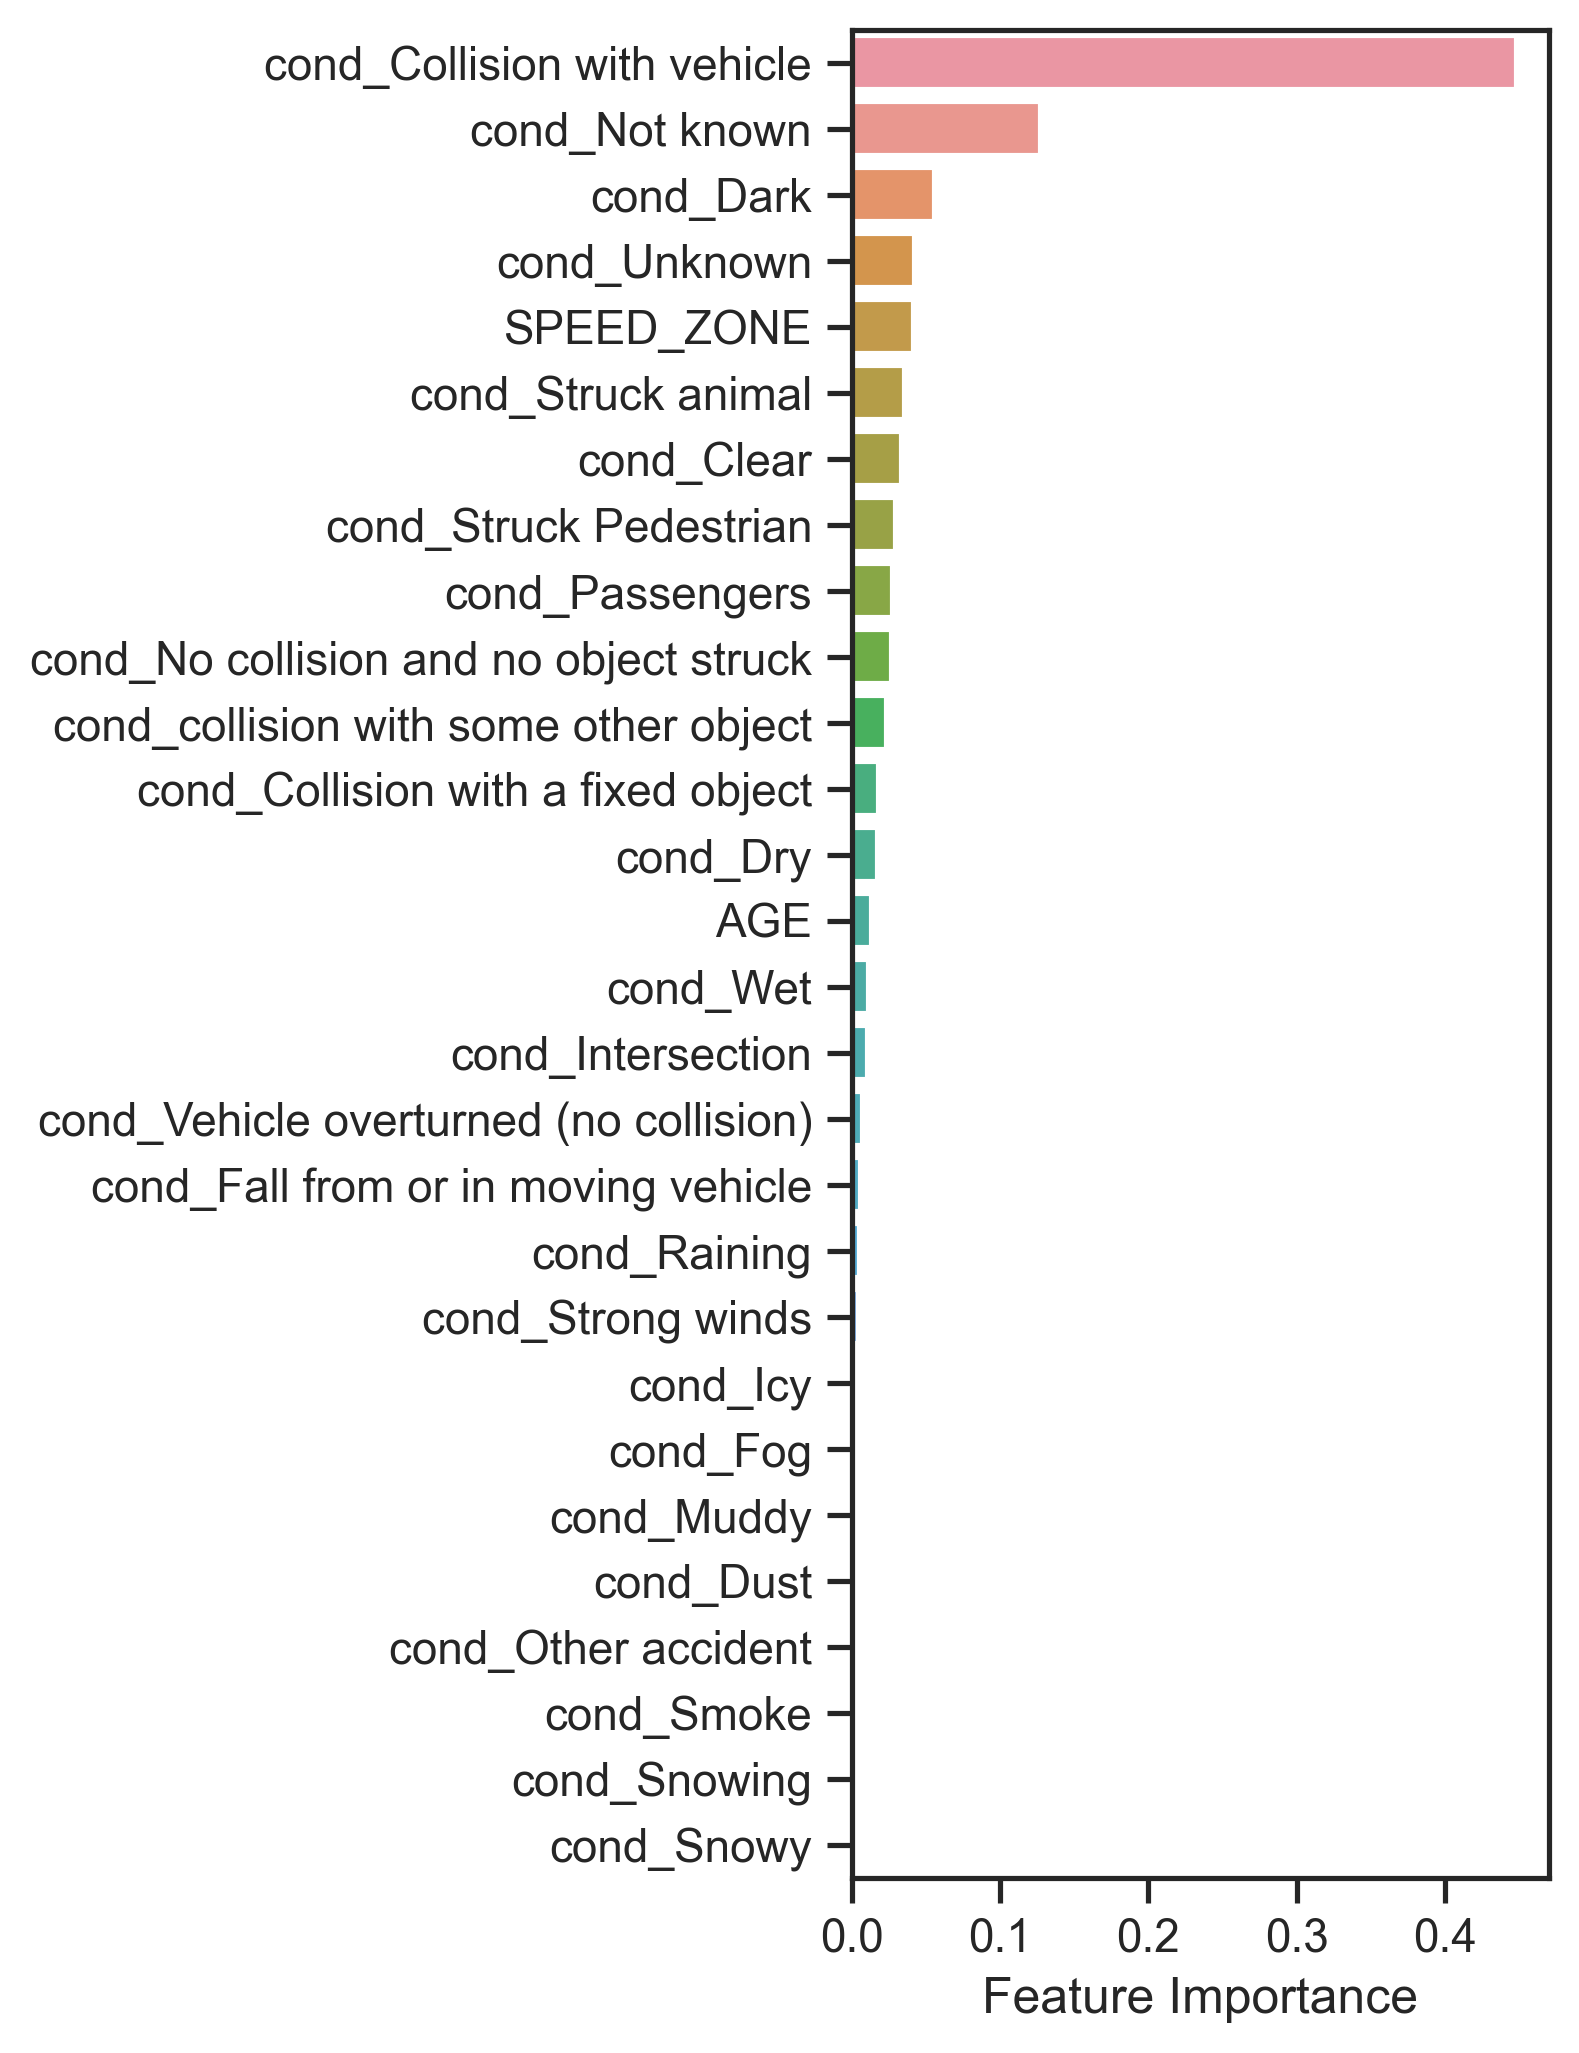 cond_Collision with vehicle
cond_Not known
cond_Dark
cond_Unknown
SPEED_ZONE
cond_Struck animal
cond_Clear
cond_Struck Pedestrian
cond_Passengers
cond_No collision and no object struck
cond_collision with some other object
cond_Collision with a fixed object
cond_Dry
AGE
cond_Wet
cond_Intersection
cond_Vehicle overturned (no collision)
cond_Fall from or in moving vehicle
cond_Raining
cond_Strong winds
cond_Icy
cond_Fog
cond_Muddy
cond_Dust
cond_Other accident
cond_Smoke
cond_Snowing
cond_Snowy
0.0 0.1 0.2 0.3 0.4
Feature Importance